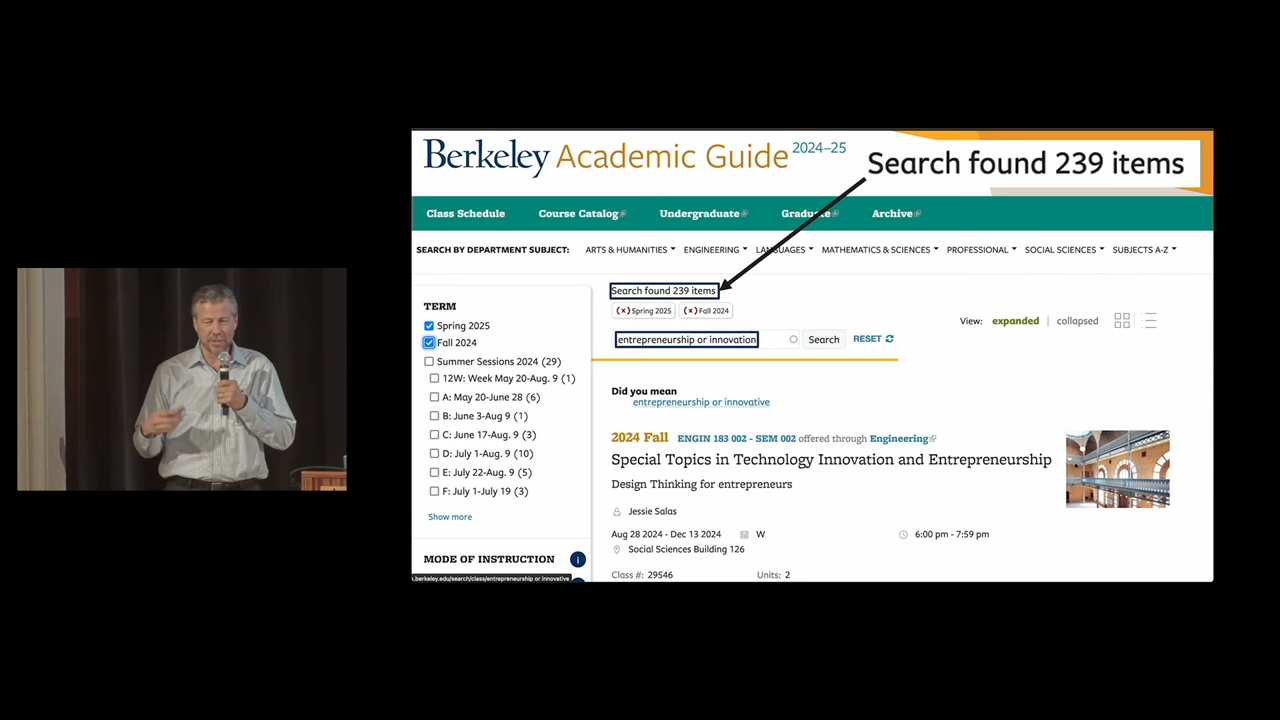 Berkeley Academic Guide 2024–25
Search found 239 items
Class Schedule Course Catalog Undergraduate Graduate Archive
SEARCH BY DEPARTMENT SUBJECT: ARTS & HUMANITIES ENGINEERING LANGUAGES MATHEMATICS & SCIENCES PROFESSIONAL SOCIAL SCIENCES SUBJECTS A-Z
TERM
Spring 2025
Fall 2024
Summer Sessions 2024 (29)
12W: Week May 20-Aug. 9 (1)
A: May 20-June 28 (6)
B: June 3-Aug 9 (1)
C: June 17-Aug. 9 (3)
D: July 1-Aug. 9 (10)
E: July 22-Aug. 9 (5)
F: July 1-July 19 (3)
Show more
MODE OF INSTRUCTION i
.berkeley.edu/search/class/entrepreneurship or innovative
Search found 239 items
(x) Spring 2025 (x) Fall 2024
View: expanded | collapsed
entrepreneurship or innovation Search RESET
Did you mean
entrepreneurship or innovative
2024 Fall ENGIN 183 002 - SEM 002 offered through Engineering
Special Topics in Technology Innovation and Entrepreneurship
Design Thinking for entrepreneurs
Jessie Salas
Aug 28 2024 - Dec 13 2024 W 6:00 pm - 7:59 pm
Social Sciences Building 126
Class #: 29546 Units: 2